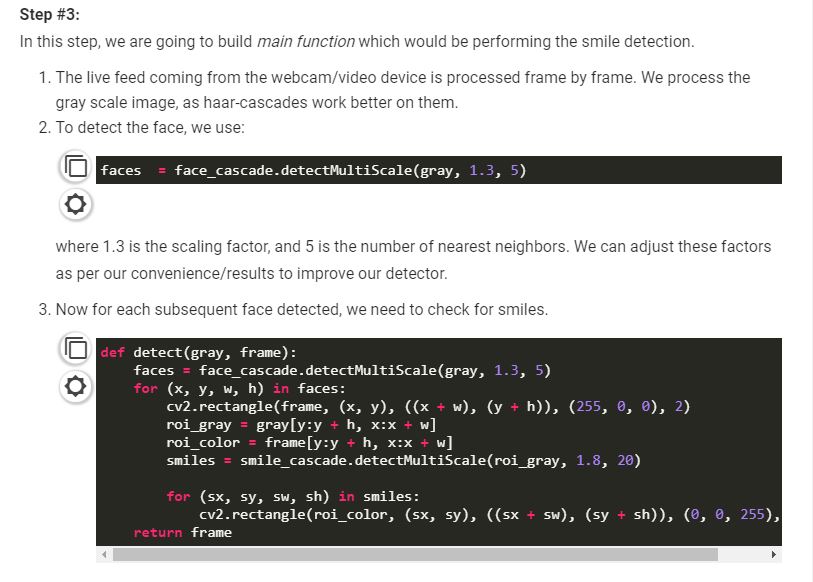 Step #3:
In this step, we are going to build main function which would be performing the smile detection.
1. The live feed coming from the webcam/video device is processed frame by frame. We process the
gray scale image, as haar-cascades work better on them.
2. To detect the face, we use:
faces  = face_cascade.detectMultiScale(gray, 1.3, 5)
where 1.3 is the scaling factor, and 5 is the number of nearest neighbors. We can adjust these factors
as per our convenience/results to improve our detector.
3. Now for each subsequent face detected, we need to check for smiles.
def detect(gray, frame):
    faces = face_cascade.detectMultiScale(gray, 1.3, 5)
    for (x, y, w, h) in faces:
        cv2.rectangle(frame, (x, y), ((x + w), (y + h)), (255, 0, 0), 2)
        roi_gray = gray[y:y + h, x:x + w]
        roi_color = frame[y:y + h, x:x + w]
        smiles = smile_cascade.detectMultiScale(roi_gray, 1.8, 20)
        for (sx, sy, sw, sh) in smiles:
            cv2.rectangle(roi_color, (sx, sy), ((sx + sw), (sy + sh)), (0, 0, 255),
    return frame